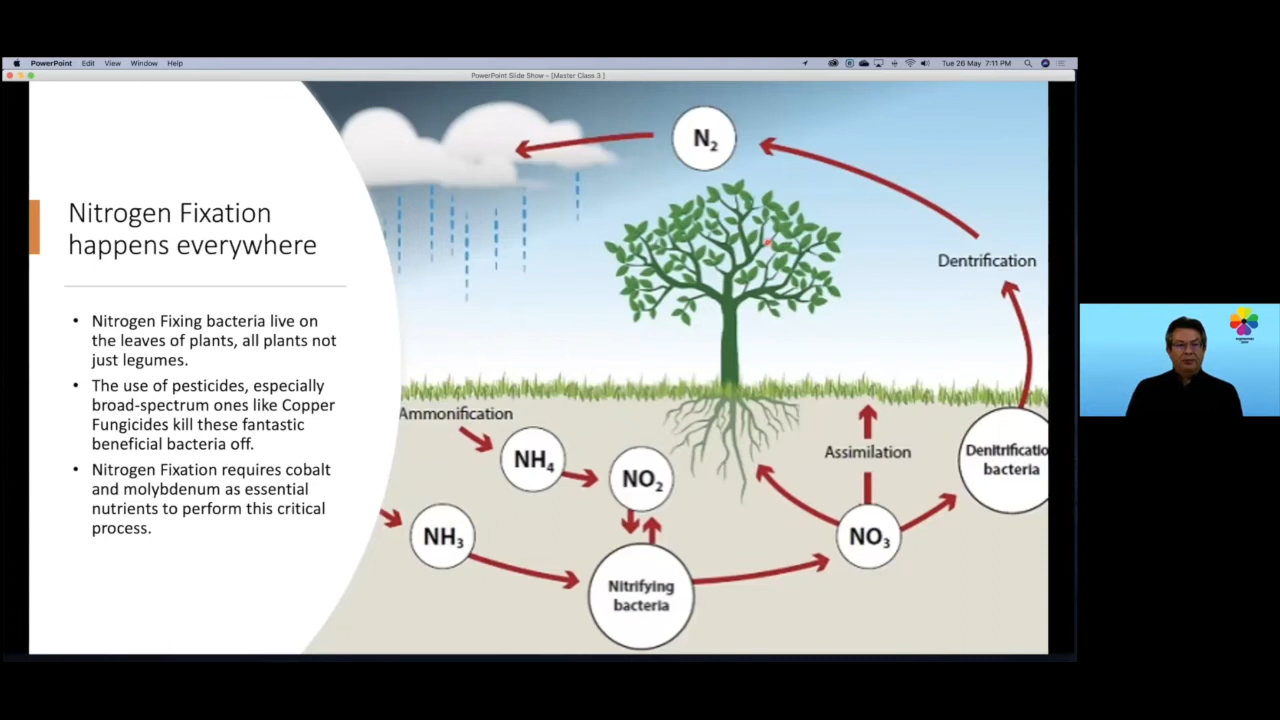 PowerPoint Edit View Window Help
Tue 26 May 7:11 PM
PowerPoint Slide Show - [Master Class 3 ]
Nitrogen Fixation
happens everywhere
• Nitrogen Fixing bacteria live on
the leaves of plants, all plants not
just legumes.
• The use of pesticides, especially
broad-spectrum ones like Copper
Fungicides kill these fantastic
beneficial bacteria off.
• Nitrogen Fixation requires cobalt
and molybdenum as essential
nutrients to perform this critical
process.
N₂
Dentrification
Ammonification
NH₄
NO₂
Assimilation
Denitrificatio
bacteria
NH₃
NO₃
Nitrifying
bacteria